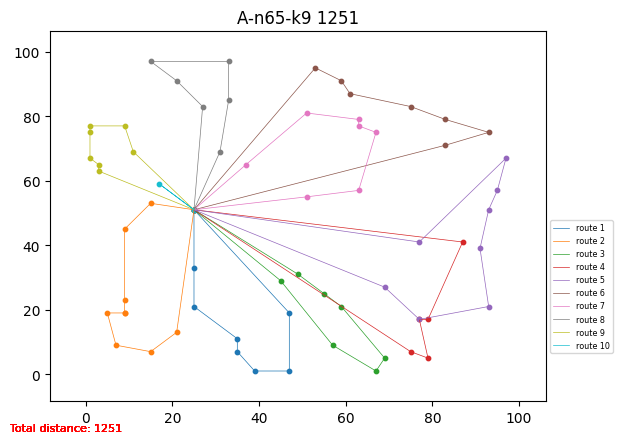 A-n65-k9 1251
100
80
60
40
20
0
0 20 40 60 80 100
route 1
route 2
route 3
route 4
route 5
route 6
route 7
route 8
route 9
route 10
Total distance: 1251